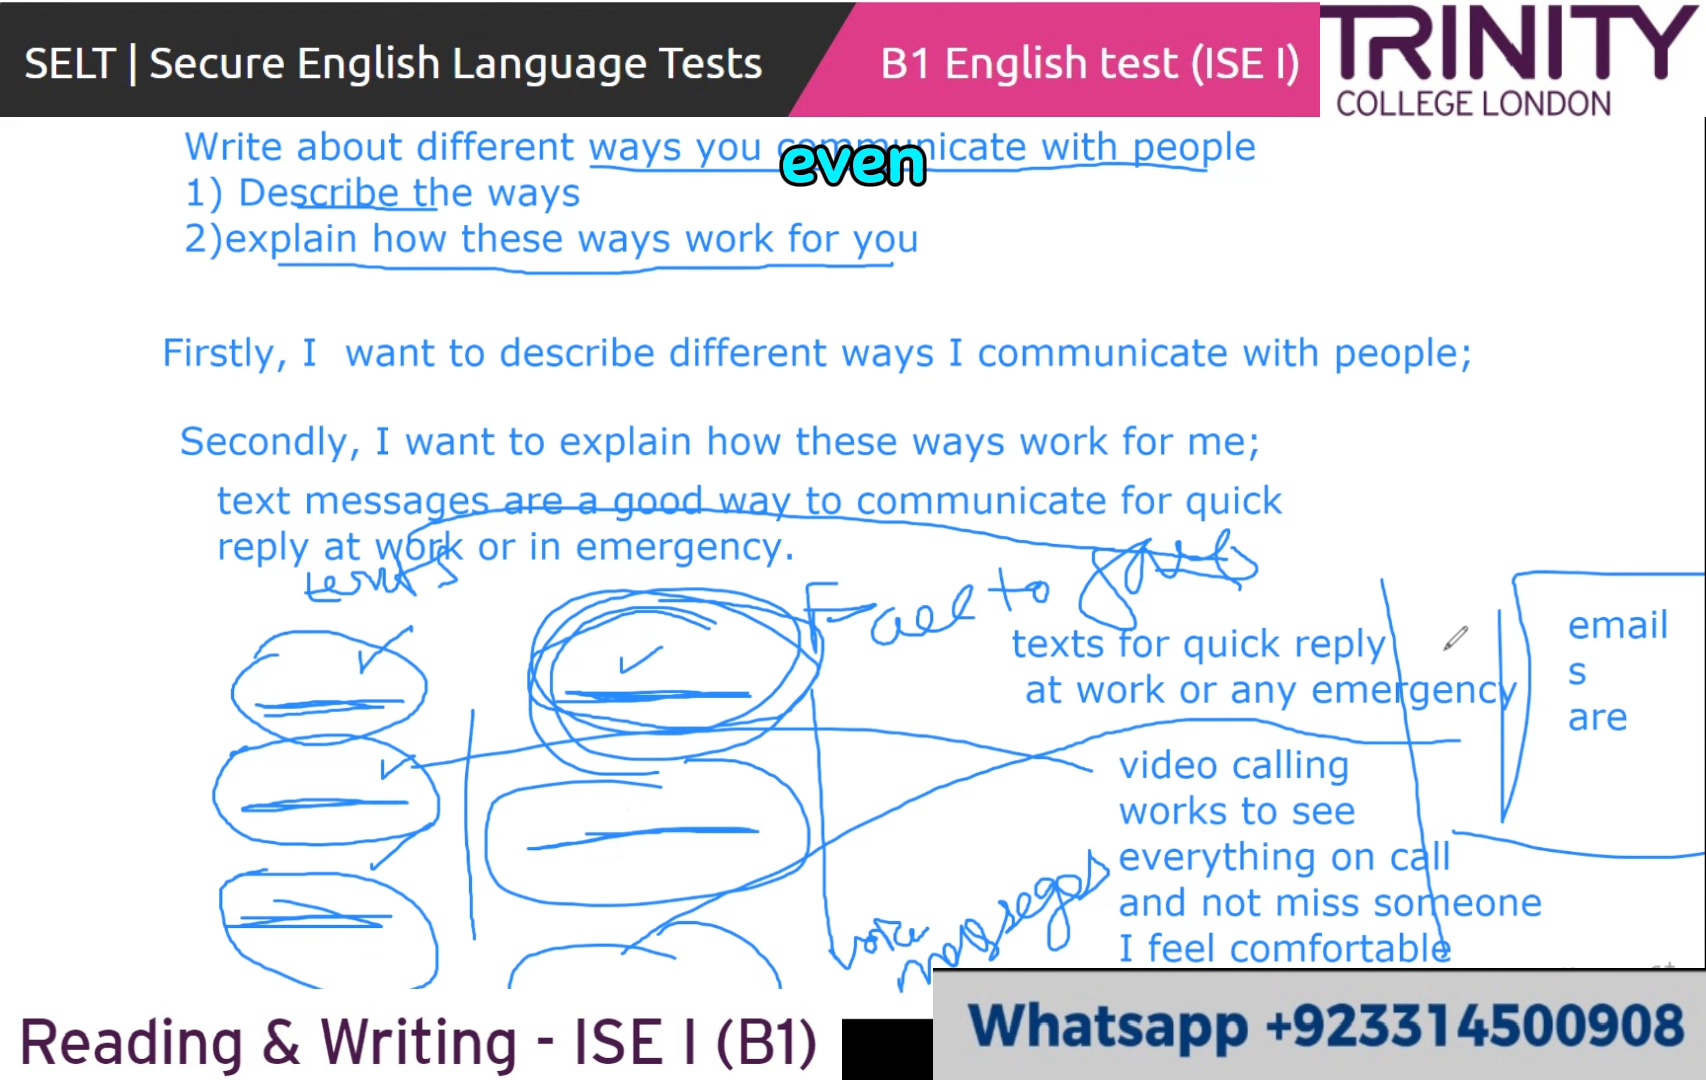 SELT | Secure English Language Tests
B1 English test (ISE I)
TRINITY
COLLEGE LONDON
Write about different ways you communicate with people
even
1) Describe the ways
2)explain how these ways work for you
Firstly, I want to describe different ways I communicate with people;
Secondly, I want to explain how these ways work for me;
text messages are a good way to communicate for quick
reply at work or in emergency.
Face to
texts for quick reply
at work or any emergency
email
s
are
video calling
works to see
everything on call
and not miss someone
I feel comfortable
voice
Reading & Writing - ISE I (B1)
Whatsapp +923314500908